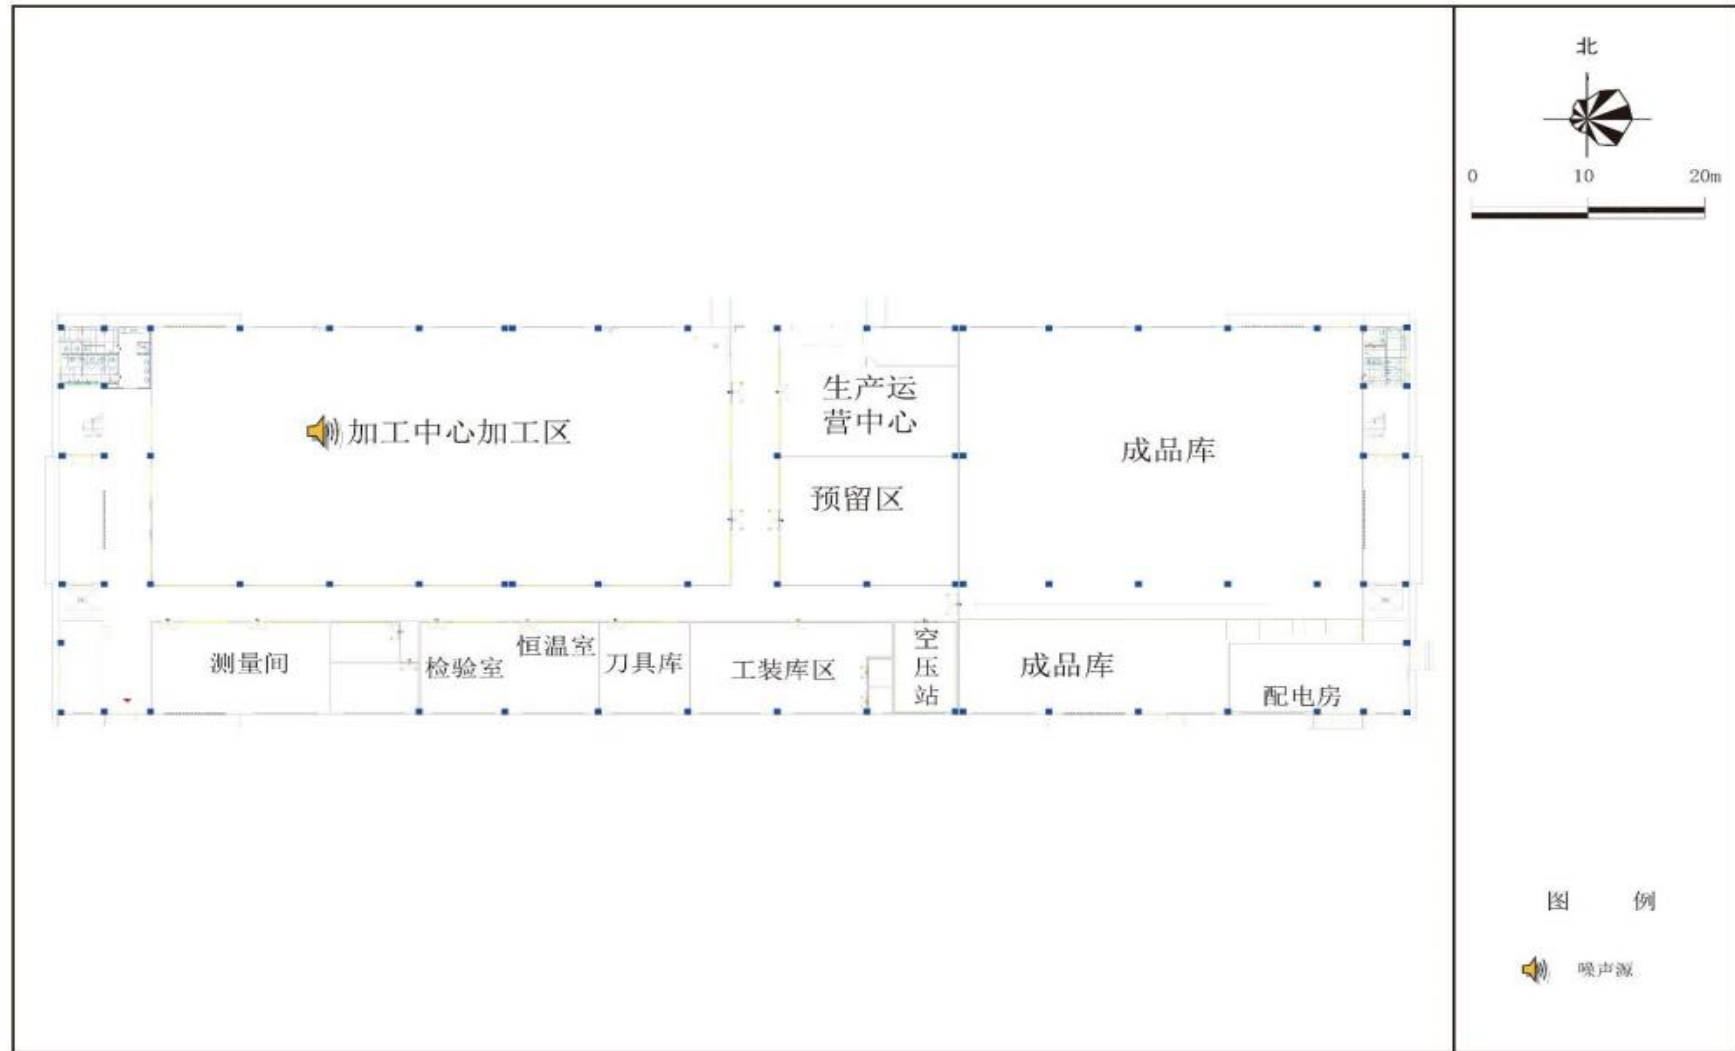 北
0 10 20m
生产运
营中心
加工中心加工区
成品库
预留区
测量间
检验室
恒温室
刀具库
工装库区
空
压
站
成品库
配电房
图 例
噪声源